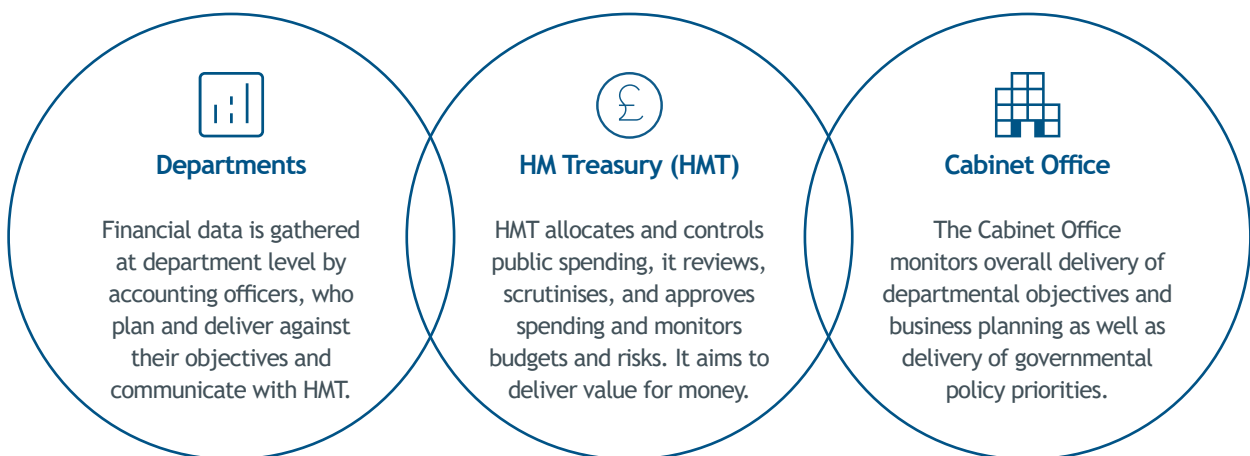 Departments
Financial data is gathered
at department level by
accounting officers, who
plan and deliver against
their objectives and
communicate with HMT.
£
HM Treasury (HMT)
HMT allocates and controls
public spending, it reviews,
scrutinises, and approves
spending and monitors
budgets and risks. It aims to
deliver value for money.
Cabinet Office
The Cabinet Office
monitors overall delivery of
departmental objectives and
business planning as well as
delivery of governmental
policy priorities.